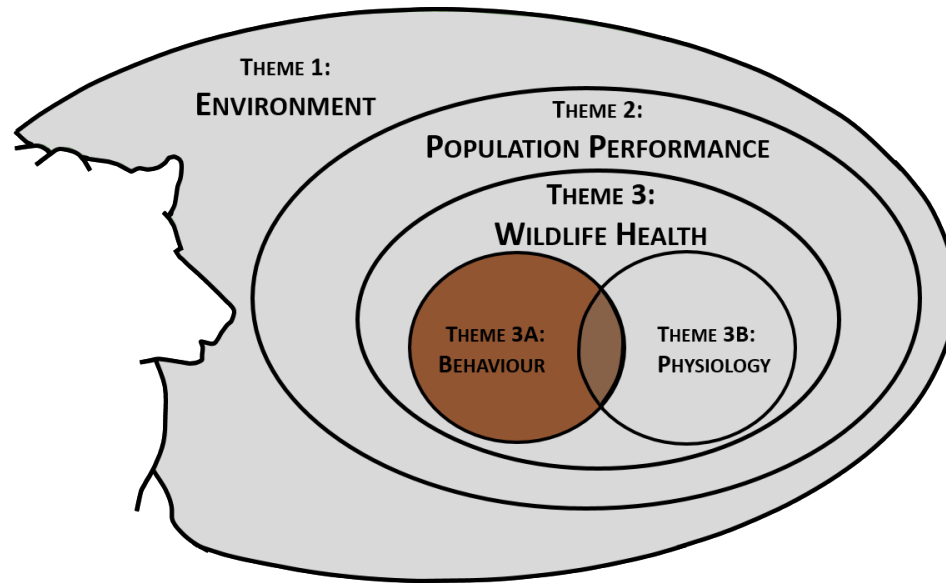 Theme 1:
Environment
Theme 2:
Population Performance
Theme 3:
Wildlife Health
Theme 3A:
Behaviour
Theme 3B:
Physiology